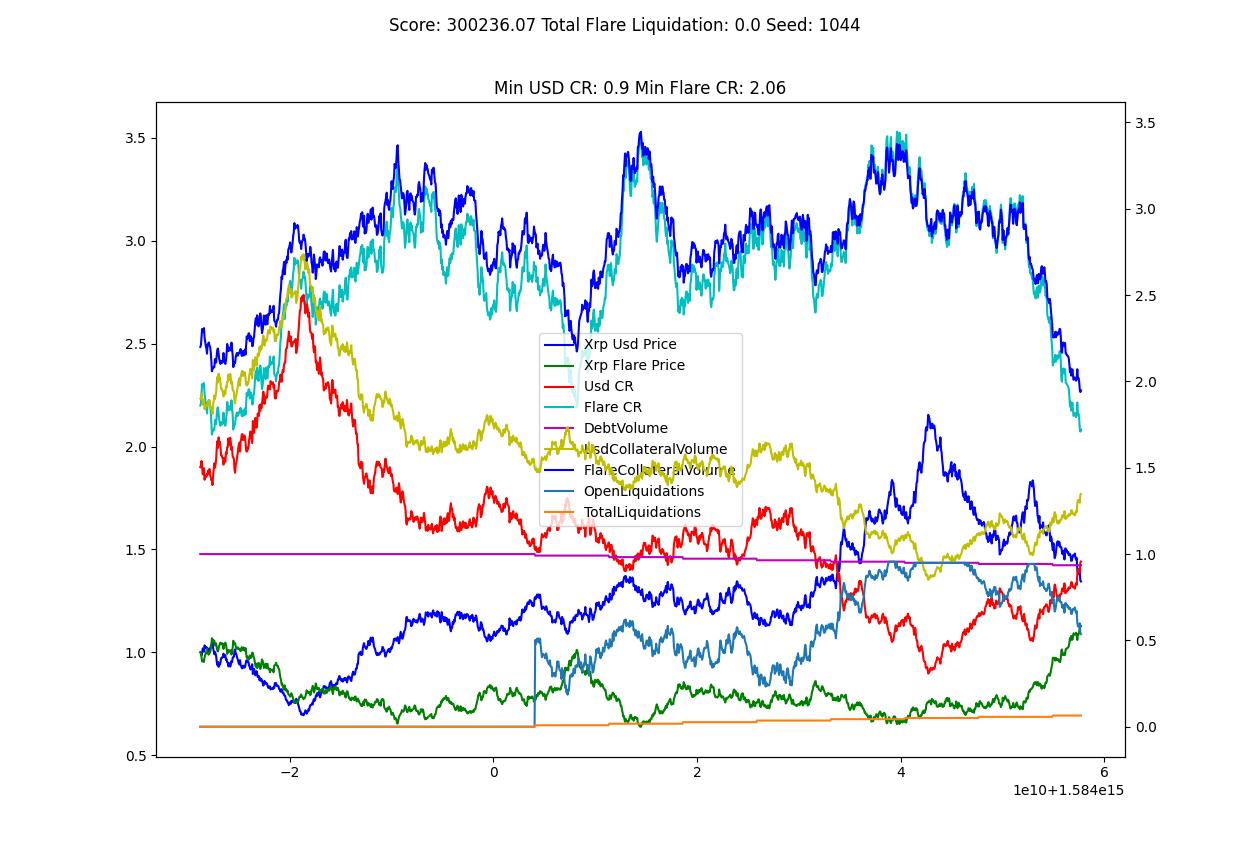 Score: 300236.07 Total Flare Liquidation: 0.0 Seed: 1044
Min USD CR: 0.9 Min Flare CR: 2.06
3.5
3.0
2.5
2.0
1.5
1.0
0.5
3.5
3.0
2.5
2.0
1.5
1.0
0.5
0.0
Xrp Usd Price
Xrp Flare Price
Usd CR
Flare CR
DebtVolume
UsdCollateralVolume
FlareCollateralVolume
OpenLiquidations
TotalLiquidations
−2 0 2 4 6
1e10+1.584e15